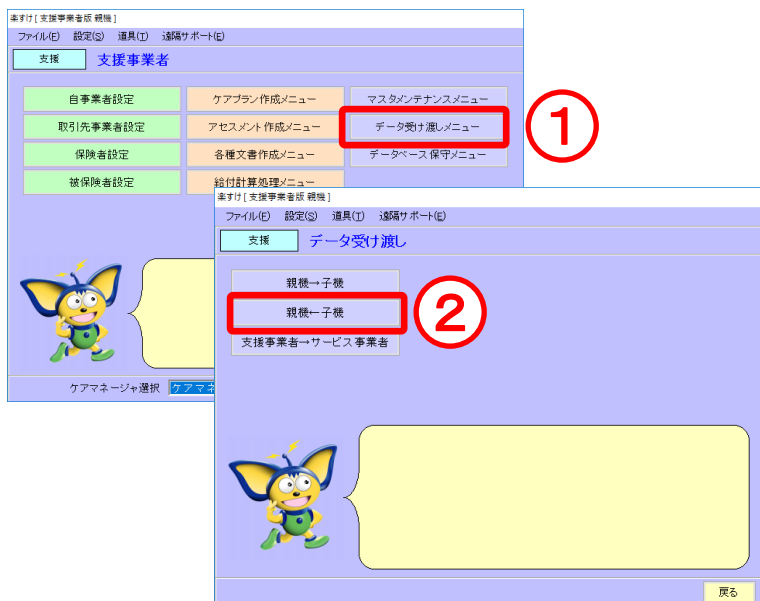 楽すけ [ 支援事業者版 親機 ]
ファイル(F) 設定(S) 道具(T) 遠隔サポート(E)
支援 支援事業者
自事業者設定 ケアプラン作成メニュー マスタメンテナンスメニュー
取引先事業者設定 アセスメント作成メニュー データ受け渡しメニュー
①
保険者設定 各種文書作成メニュー データベース保守メニュー
被保険者設定 給付計算処理メニュー
ケアマネージャ選択 ケアマネ
楽すけ [ 支援事業者版 親機 ]
ファイル(F) 設定(S) 道具(T) 遠隔サポート(E)
支援 データ受け渡し
親機→子機
親機←子機
②
支援事業者→サービス事業者
戻る